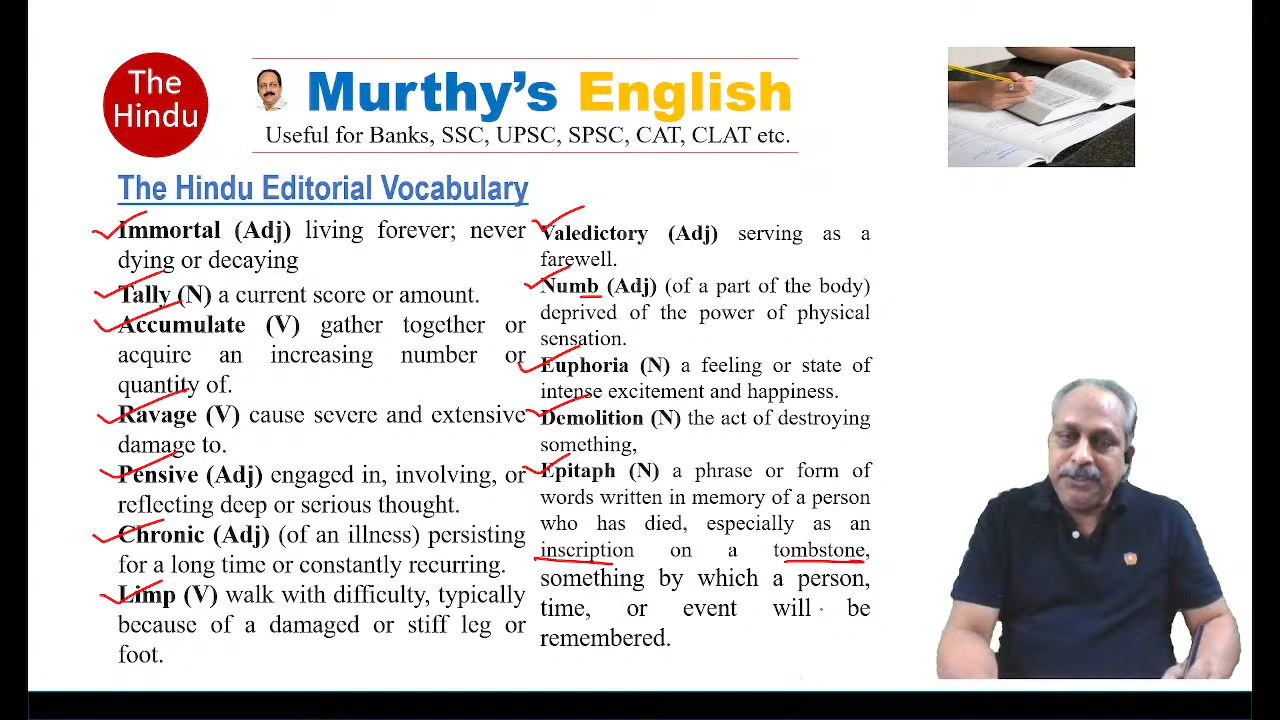 The
Hindu
Murthy's English
Useful for Banks, SSC, UPSC, SPSC, CAT, CLAT etc.
The Hindu Editorial Vocabulary
Immortal (Adj) living forever; never
dying or decaying
Tally (N) a current score or amount.
Accumulate (V) gather together or
acquire an increasing number or
quantity of.
Ravage (V) cause severe and extensive
damage to.
Pensive (Adj) engaged in, involving, or
reflecting deep or serious thought.
Chronic (Adj) (of an illness) persisting
for a long time or constantly recurring.
Limp (V) walk with difficulty, typically
because of a damaged or stiff leg or
foot.
Valedictory (Adj) serving as a
farewell.
Numb (Adj) (of a part of the body)
deprived of the power of physical
sensation.
Euphoria (N) a feeling or state of
intense excitement and happiness.
Demolition (N) the act of destroying
something,
Epitaph (N) a phrase or form of
words written in memory of a person
who has died, especially as an
inscription on a tombstone,
something by which a person,
time, or event will be
remembered.